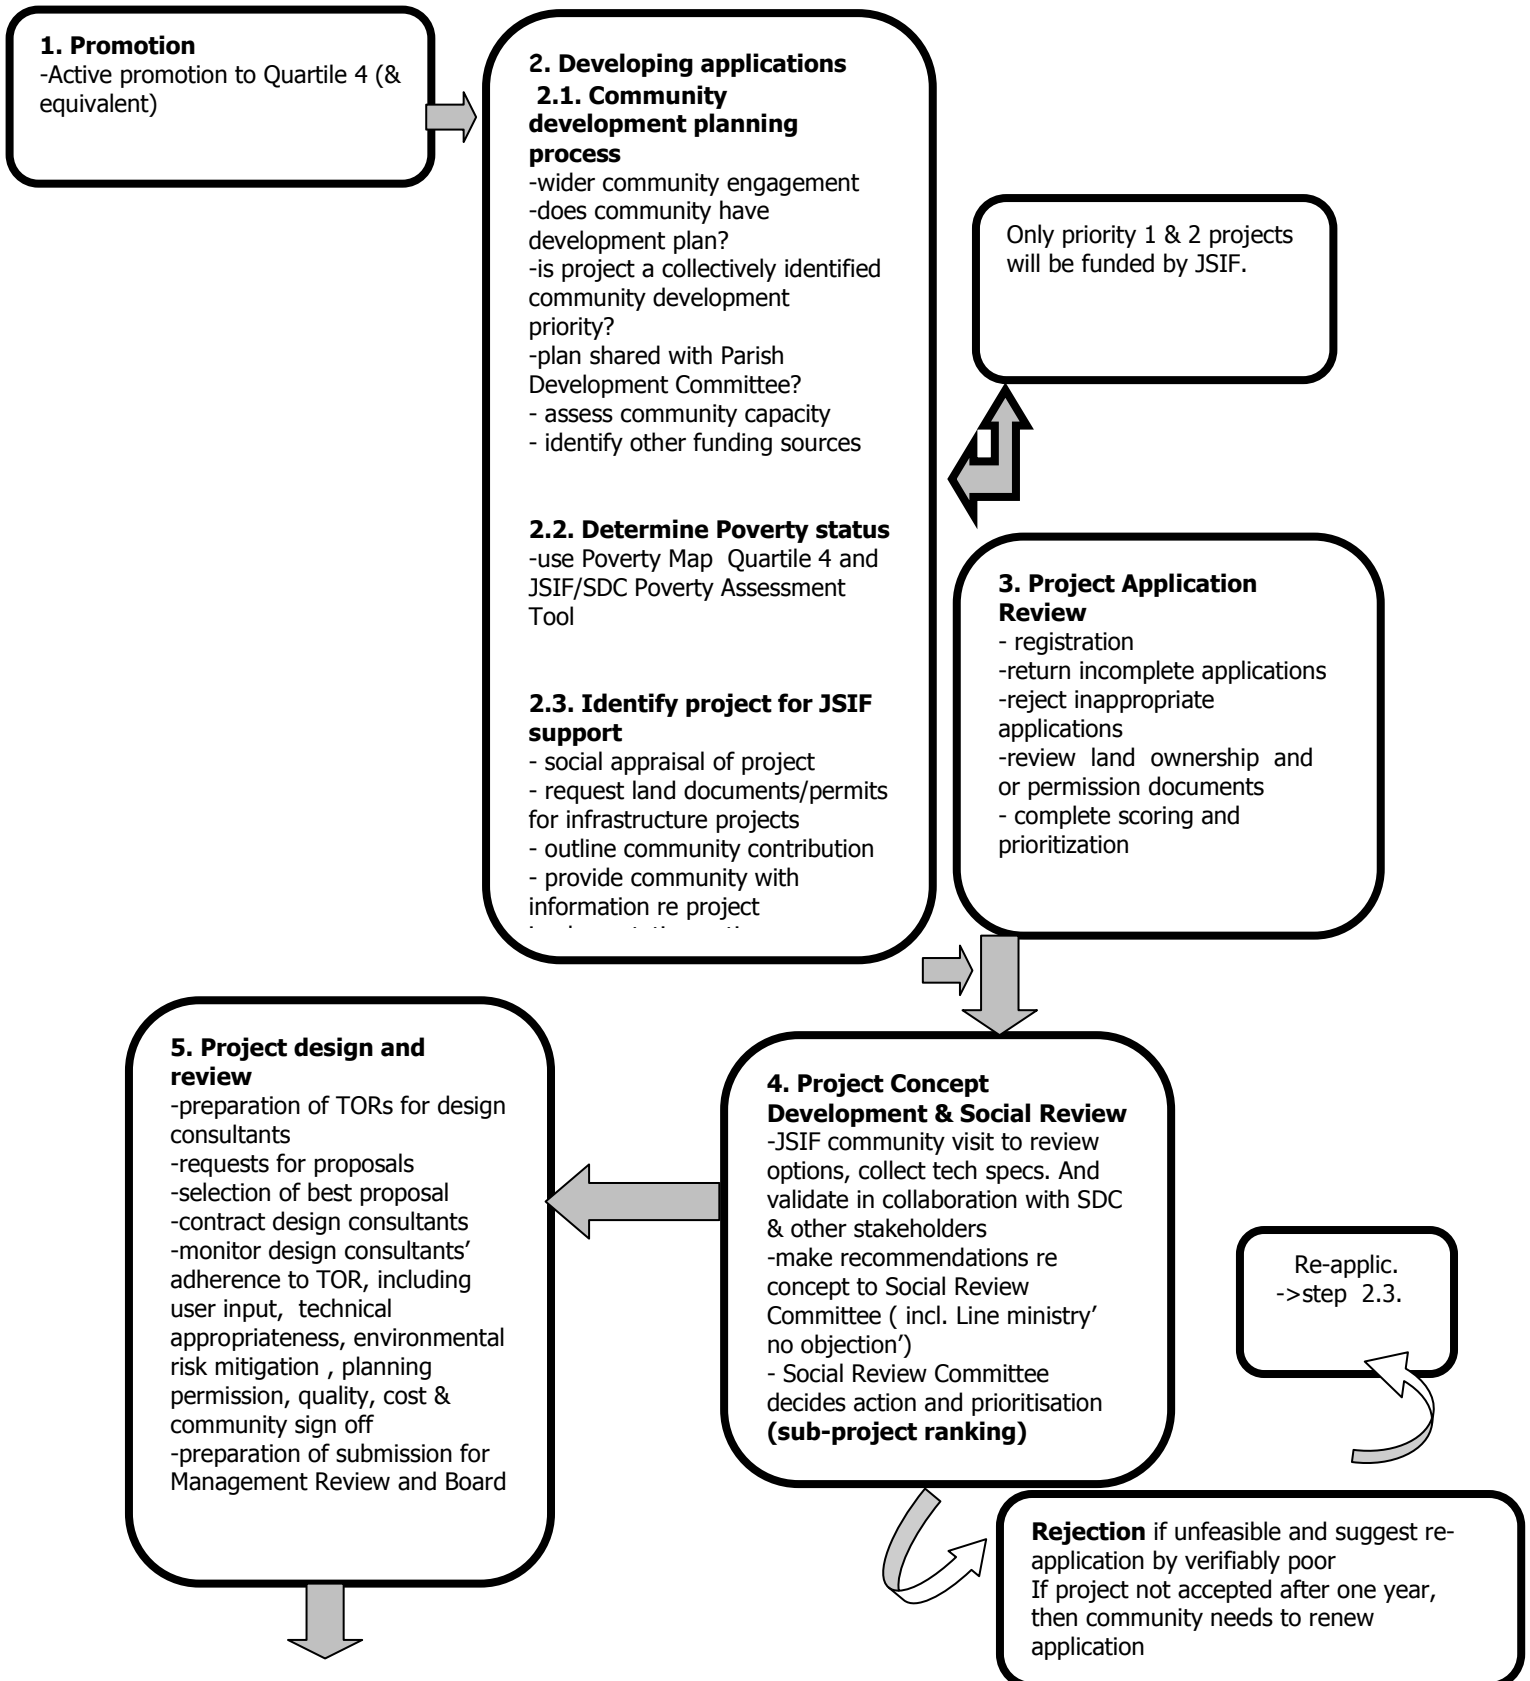 1. Promotion
-Active promotion to Quartile 4 (&
equivalent)
2. Developing applications
2.1. Community
development planning
process
-wider community engagement
-does community have
development plan?
-is project a collectively identified
community development
priority?
-plan shared with Parish
Development Committee?
- assess community capacity
- identify other funding sources
2.2. Determine Poverty status
-use Poverty Map Quartile 4 and
JSIF/SDC Poverty Assessment
Tool
2.3. Identify project for JSIF
support
- social appraisal of project
- request land documents/permits
for infrastructure projects
- outline community contribution
- provide community with
information re project
Only priority 1 & 2 projects
will be funded by JSIF.
3. Project Application
Review
- registration
-return incomplete applications
-reject inappropriate
applications
-review land ownership and
or permission documents
- complete scoring and
prioritization
4. Project Concept
Development & Social Review
-JSIF community visit to review
options, collect tech specs. And
validate in collaboration with SDC
& other stakeholders
-make recommendations re
concept to Social Review
Committee ( incl. Line ministry’
no objection’)
- Social Review Committee
decides action and prioritisation
(sub-project ranking)
5. Project design and
review
-preparation of TORs for design
consultants
-requests for proposals
-selection of best proposal
-contract design consultants
-monitor design consultants’
adherence to TOR, including
user input, technical
appropriateness, environmental
risk mitigation , planning
permission, quality, cost &
community sign off
-preparation of submission for
Management Review and Board
Re-applic.
->step 2.3.
Rejection if unfeasible and suggest re-
application by verifiably poor
If project not accepted after one year,
then community needs to renew
application